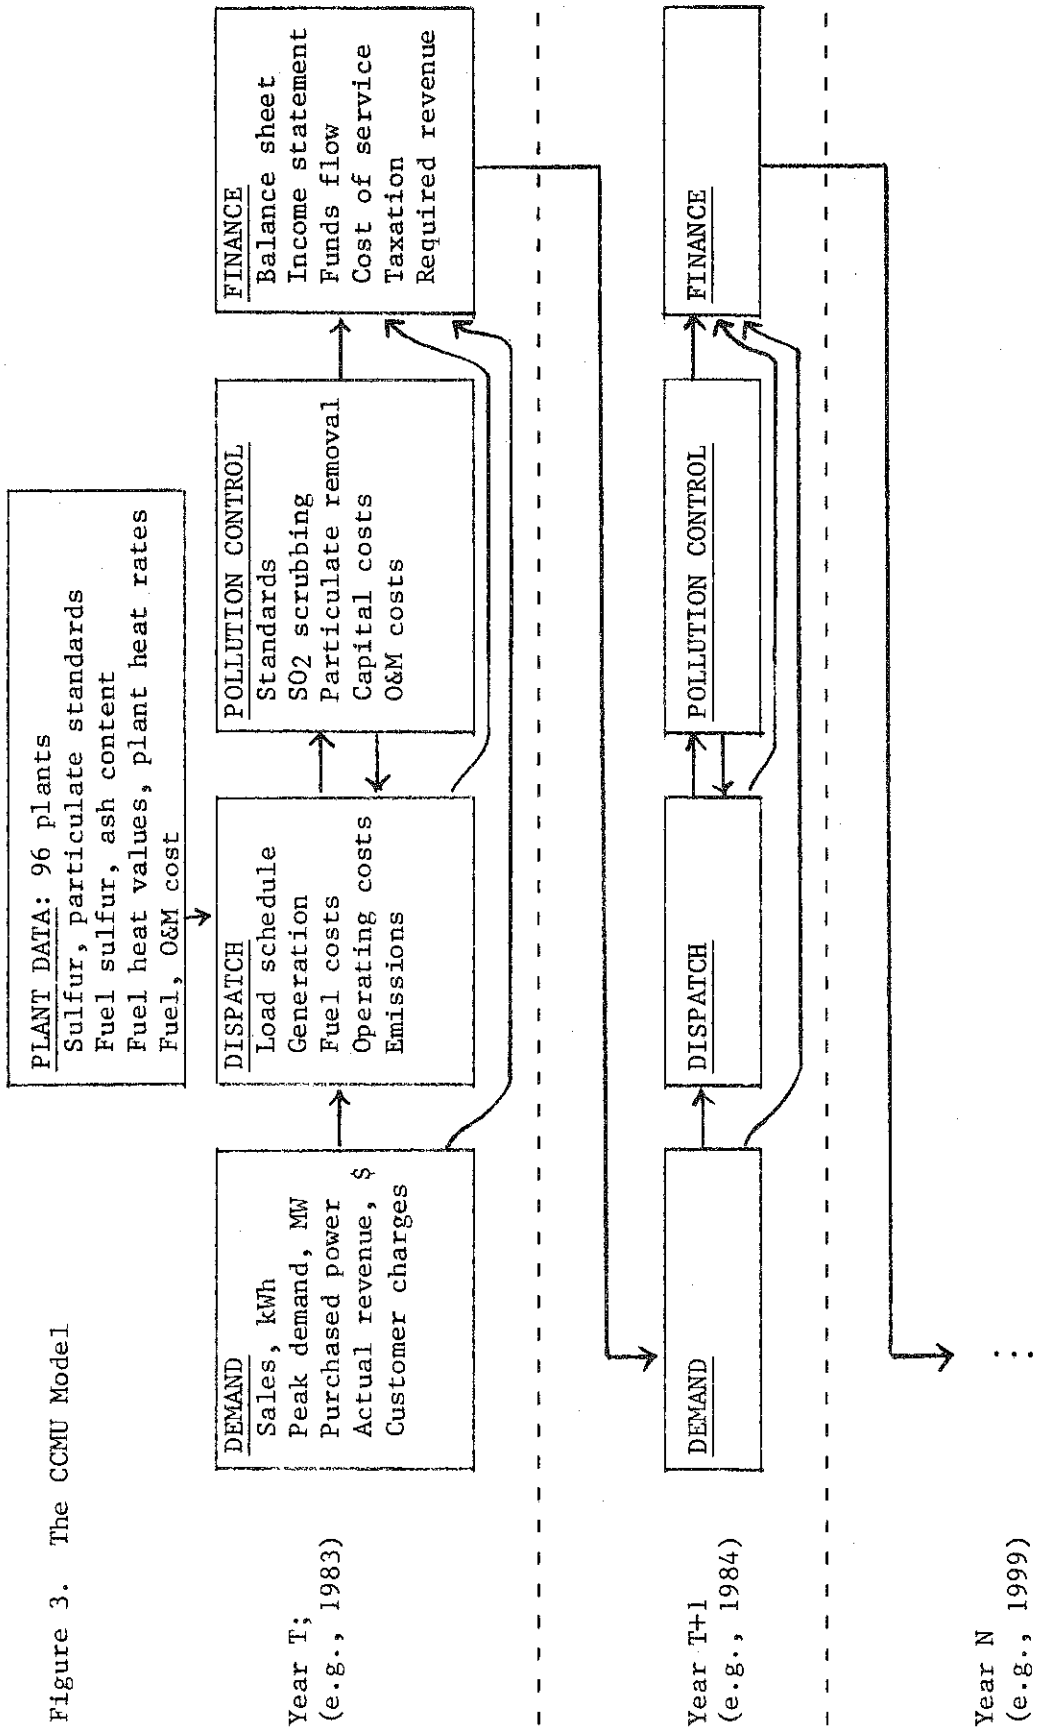 Figure 3. The CCMU Model
PLANT DATA: 96 plants
Sulfur, particulate standards
Fuel sulfur, ash content
Fuel heat values, plant heat rates
Fuel, O&M cost
Year T;
(e.g., 1983)
DEMAND
Sales, kWh
Peak demand, MW
Purchased power
Actual revenue, $
Customer charges
DISPATCH
Load schedule
Generation
Fuel costs
Operating costs
Emissions
POLLUTION CONTROL
Standards
SO2 scrubbing
Particulate removal
Capital costs
O&M costs
FINANCE
Balance sheet
Income statement
Funds flow
Cost of service
Taxation
Required revenue
Year T+1
(e.g., 1984)
DEMAND
DISPATCH
POLLUTION CONTROL
FINANCE
Year N
(e.g., 1999)